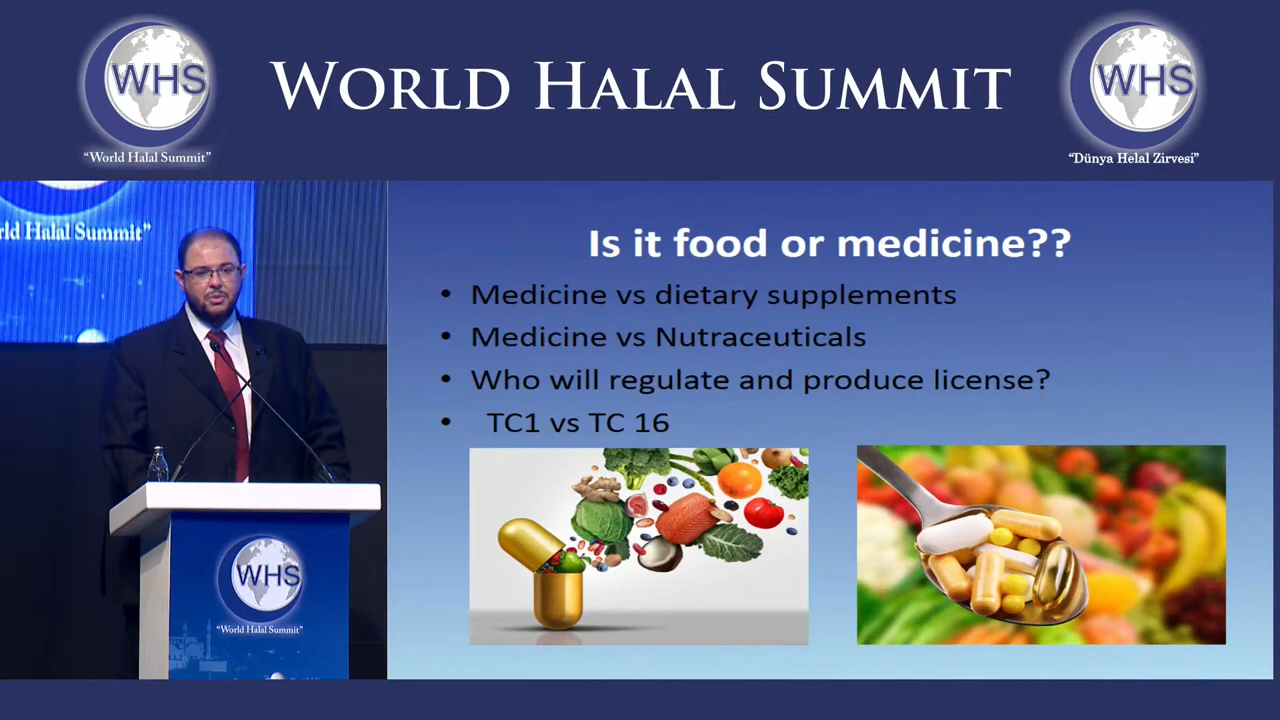 WHS
"World Halal Summit"
WORLD HALAL SUMMIT
WHS
"Dünya Helal Zirvesi"
rld Halal Summit"
Is it food or medicine??
• Medicine vs dietary supplements
• Medicine vs Nutraceuticals
• Who will regulate and produce license?
• TC1 vs TC 16
WHS
"World Halal Summit"